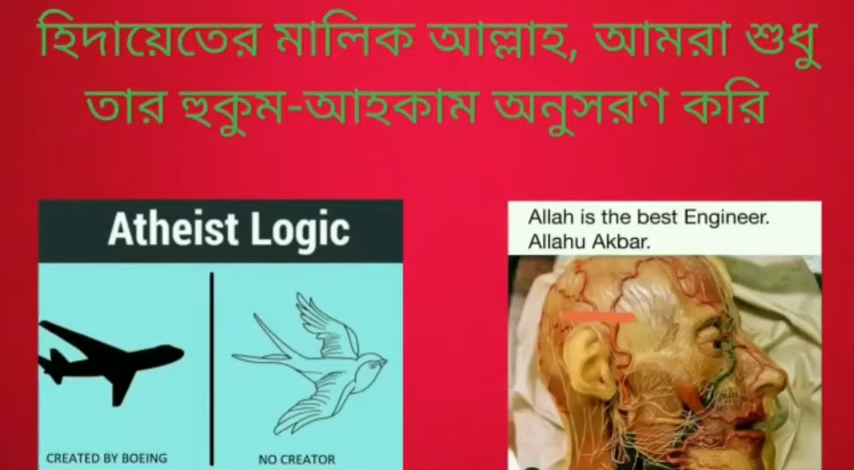 হিদায়েতের মালিক আল্লাহ, আমরা শুধু
তার হুকুম-আহকাম অনুসরণ করি
Atheist Logic
CREATED BY BOEING
NO CREATOR
Allah is the best Engineer.
Allahu Akbar.